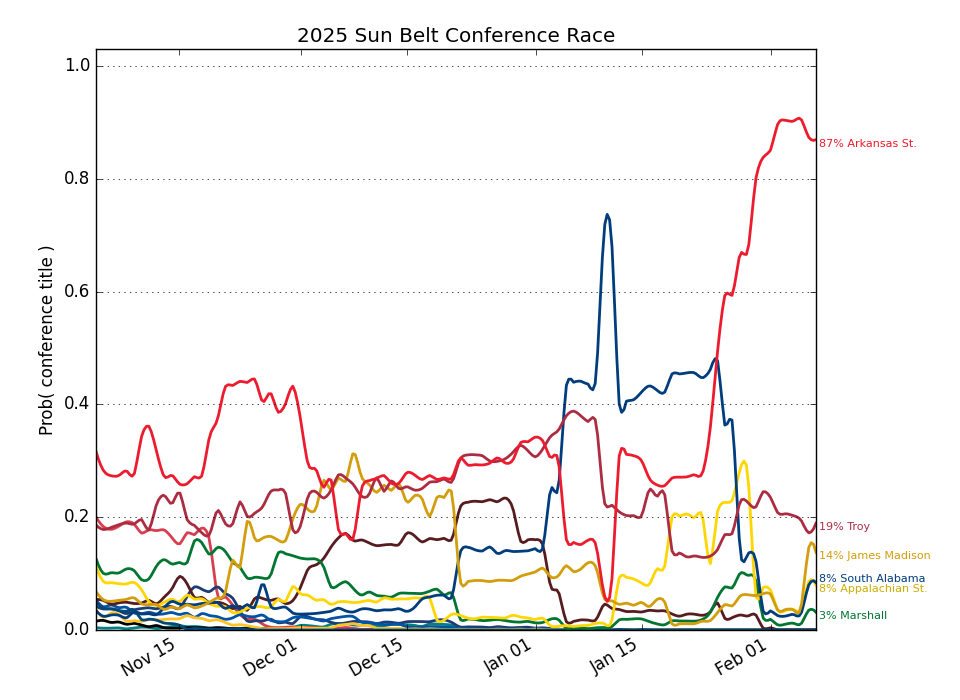 2025 Sun Belt Conference Race
Prob( conference title )
1.0
0.8
0.6
0.4
0.2
0.0
87% Arkansas St.
19% Troy
14% James Madison
8% South Alabama
8% Appalachian St.
3% Marshall
Nov 15
Dec 01
Dec 15
Jan 01
Jan 15
Feb 01